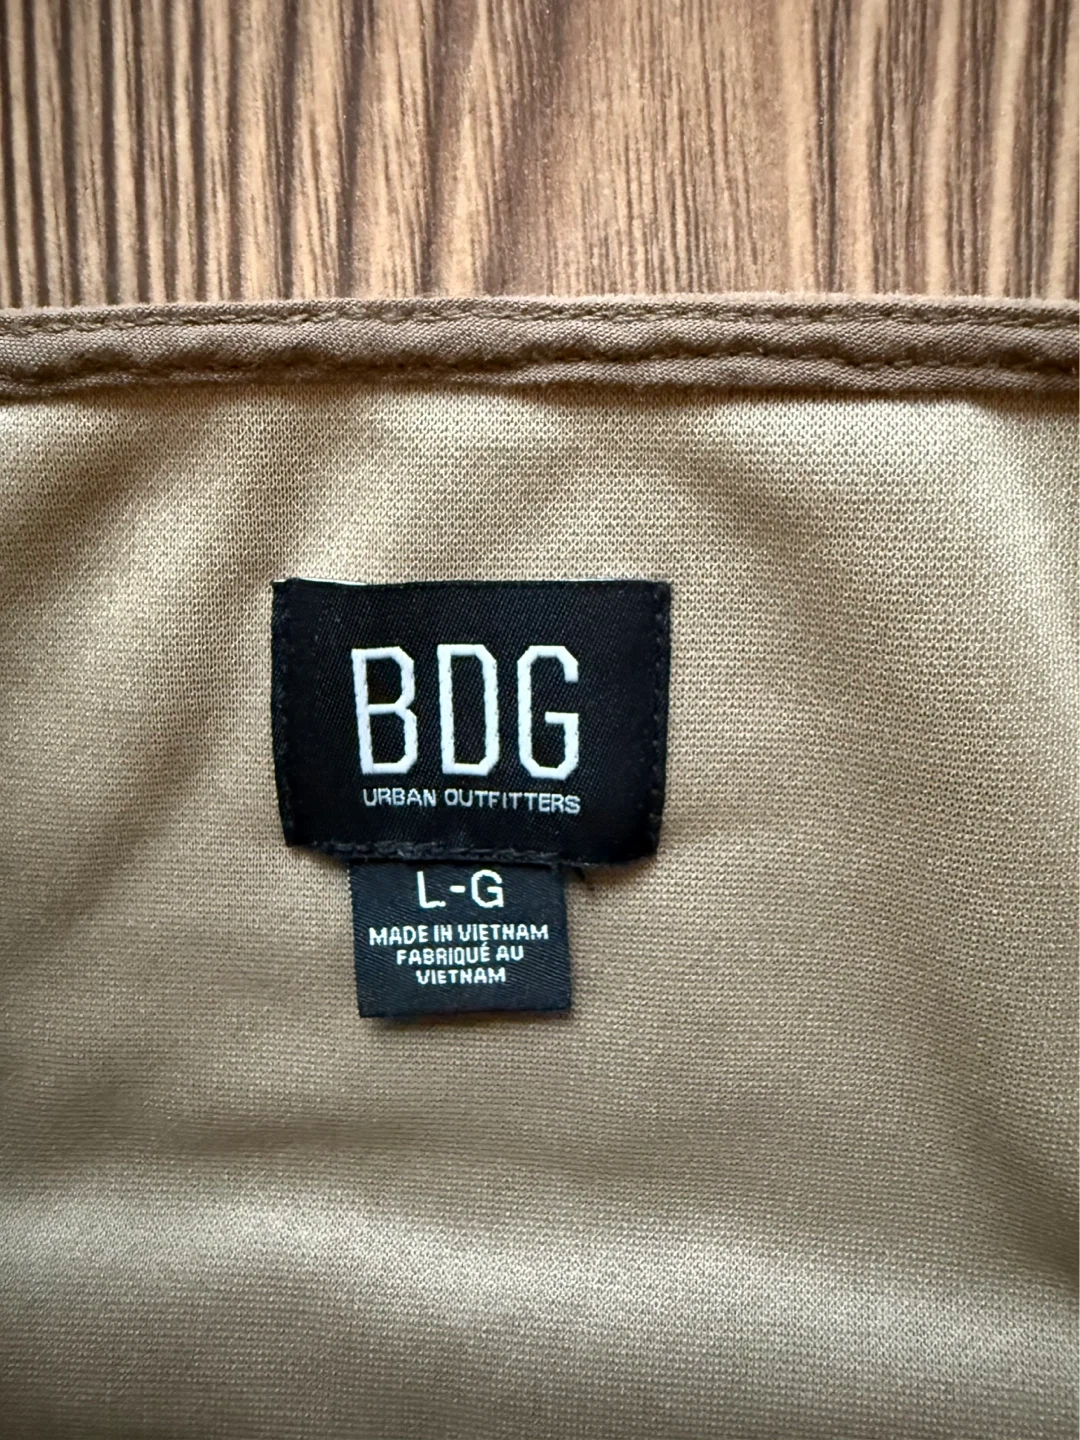 BDG
URBAN OUTFITTERS
L-G
MADE IN VIETNAM
FABRIQUÉ AU
VIETNAM